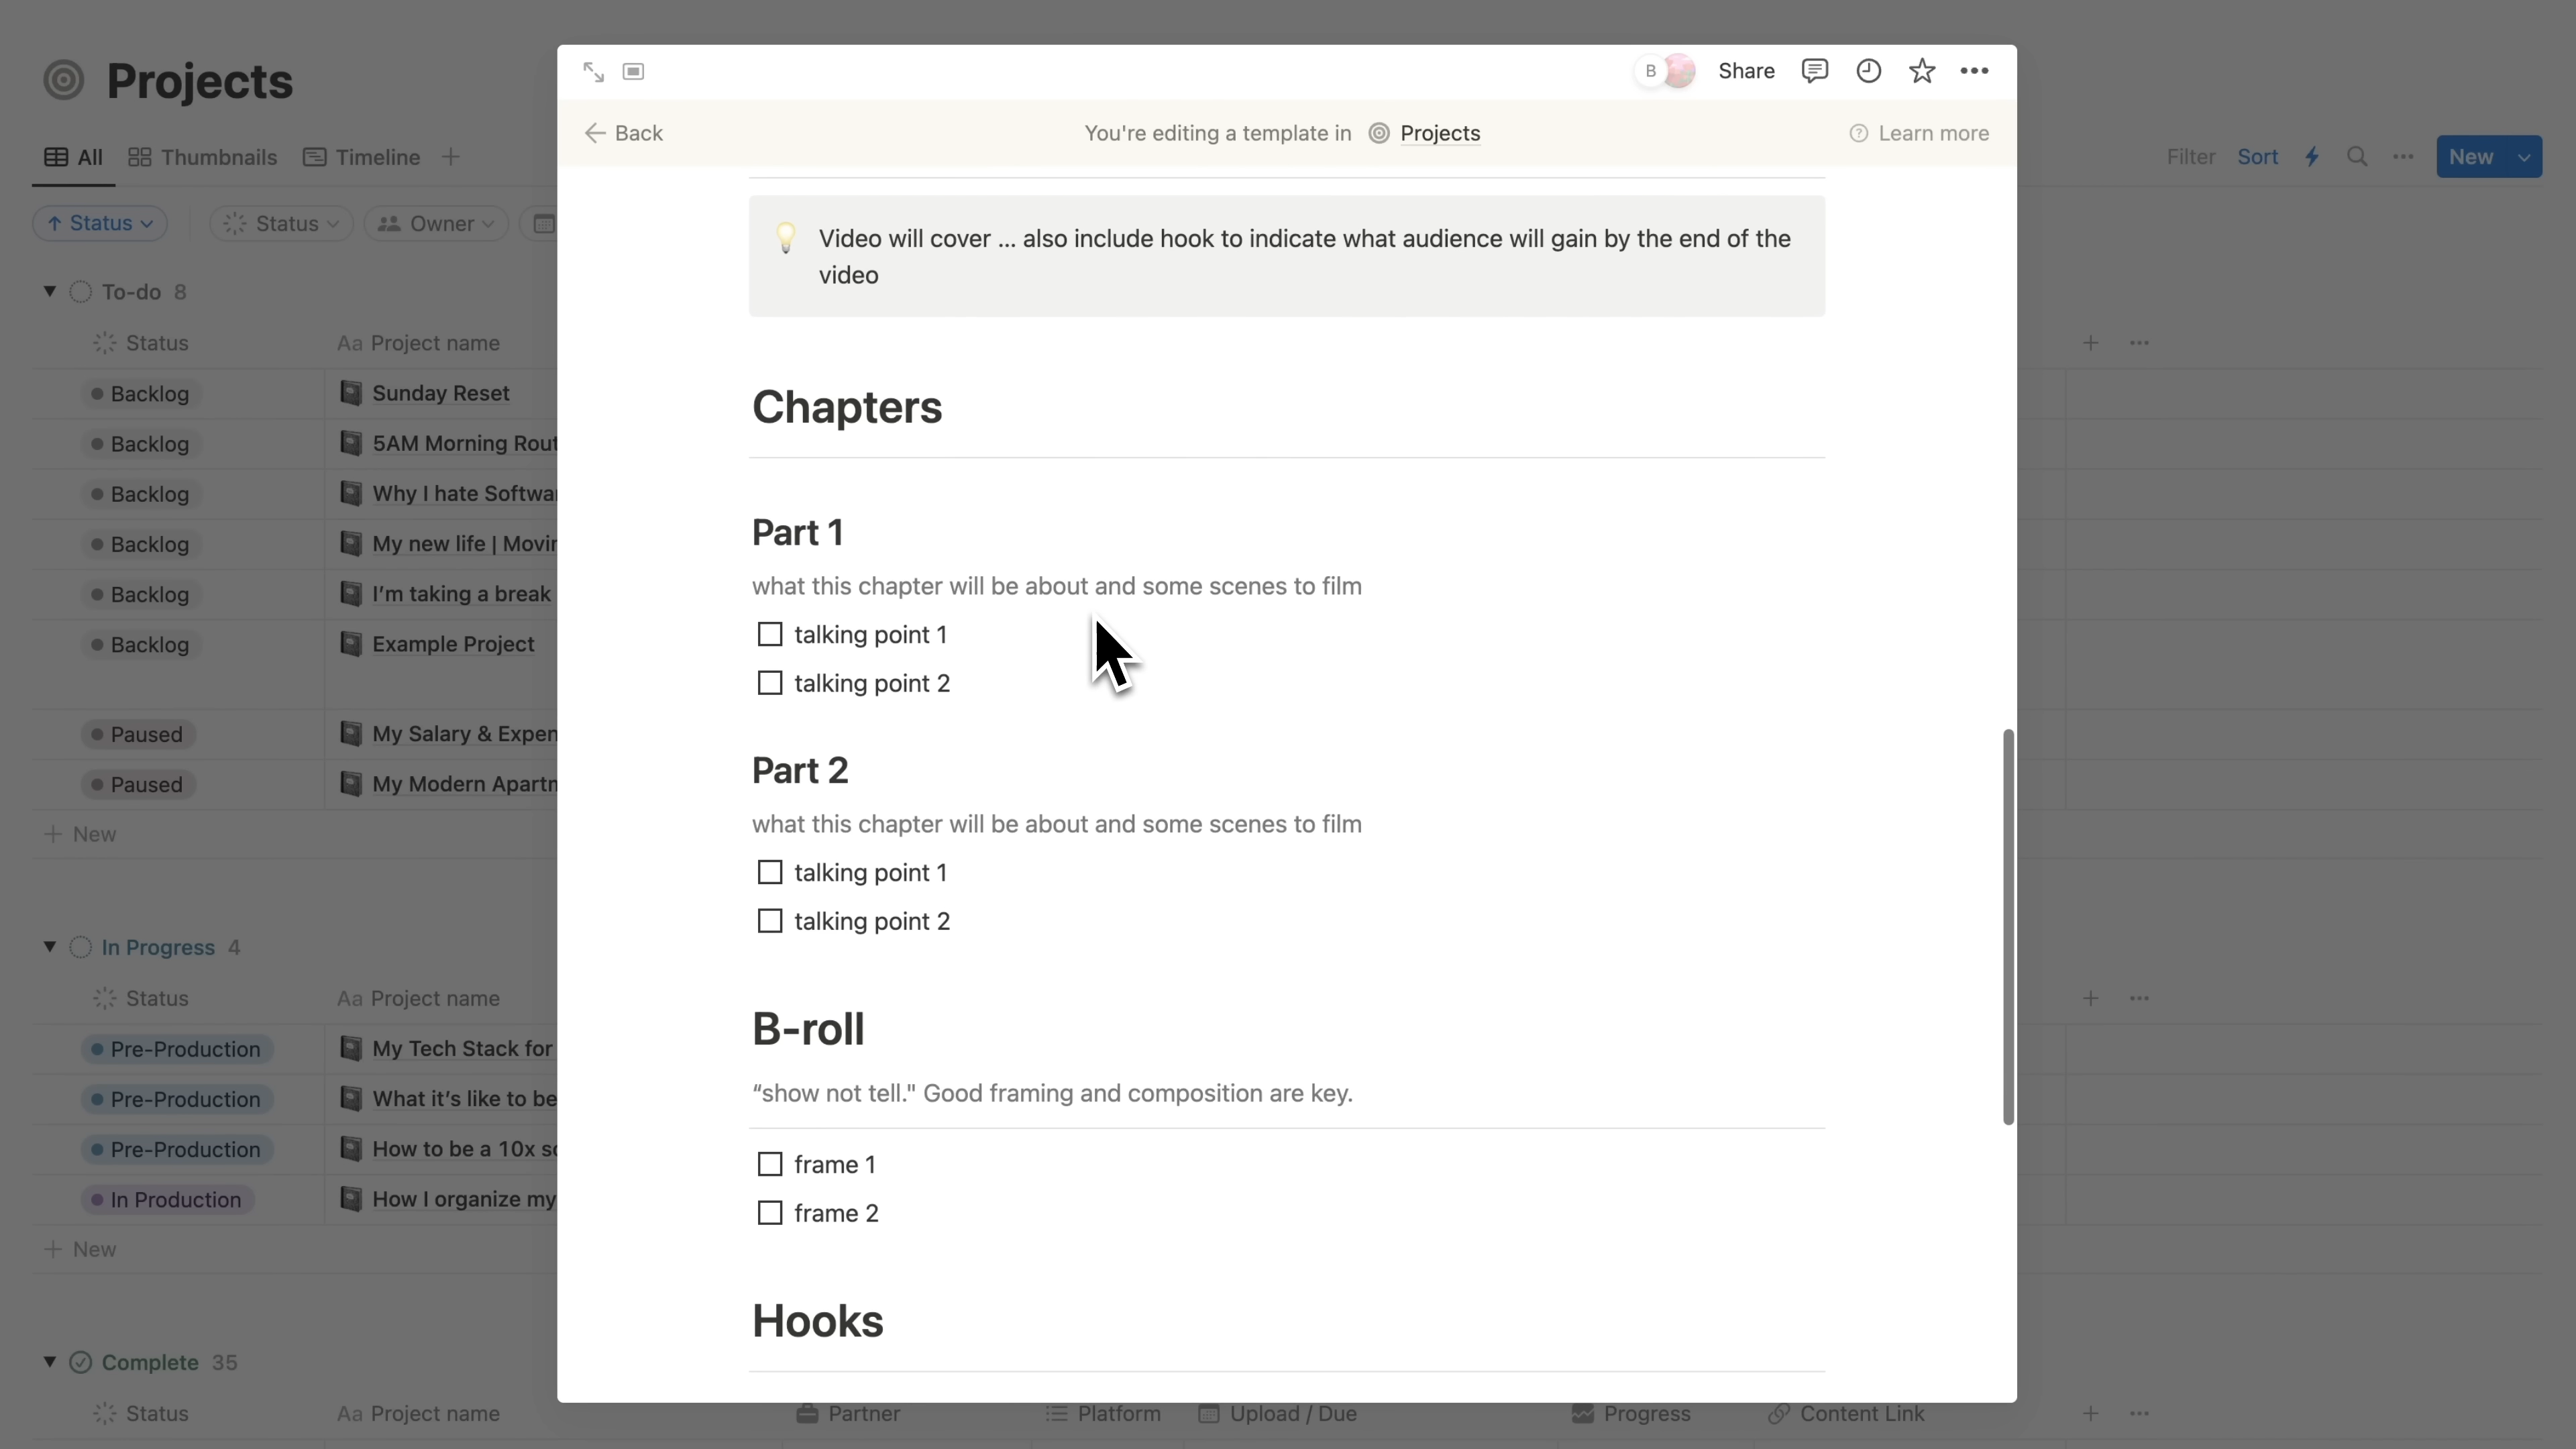 Projects
All Thumbnails Timeline
Filter Sort New
Status Status Owner
To-do 8
Status Aa Project name
Backlog Sunday Reset
Backlog 5AM Morning Rout
Backlog Why I hate Softwar
Backlog My new life | Movin
Backlog I’m taking a break
Backlog Example Project
Paused My Salary & Expen
Paused My Modern Apartm
New
In Progress 4
Status Aa Project name
Pre-Production My Tech Stack for
Pre-Production What it’s like to be
Pre-Production How to be a 10x so
In Production How I organize my
New
Complete 35
Status Aa Project name Partner Platform Upload / Due Progress Content Link
B Share
Back You're editing a template in Projects Learn more
Video will cover ... also include hook to indicate what audience will gain by the end of the
video
Chapters
Part 1
what this chapter will be about and some scenes to film
talking point 1
talking point 2
Part 2
what this chapter will be about and some scenes to film
talking point 1
talking point 2
B-roll
“show not tell." Good framing and composition are key.
frame 1
frame 2
Hooks